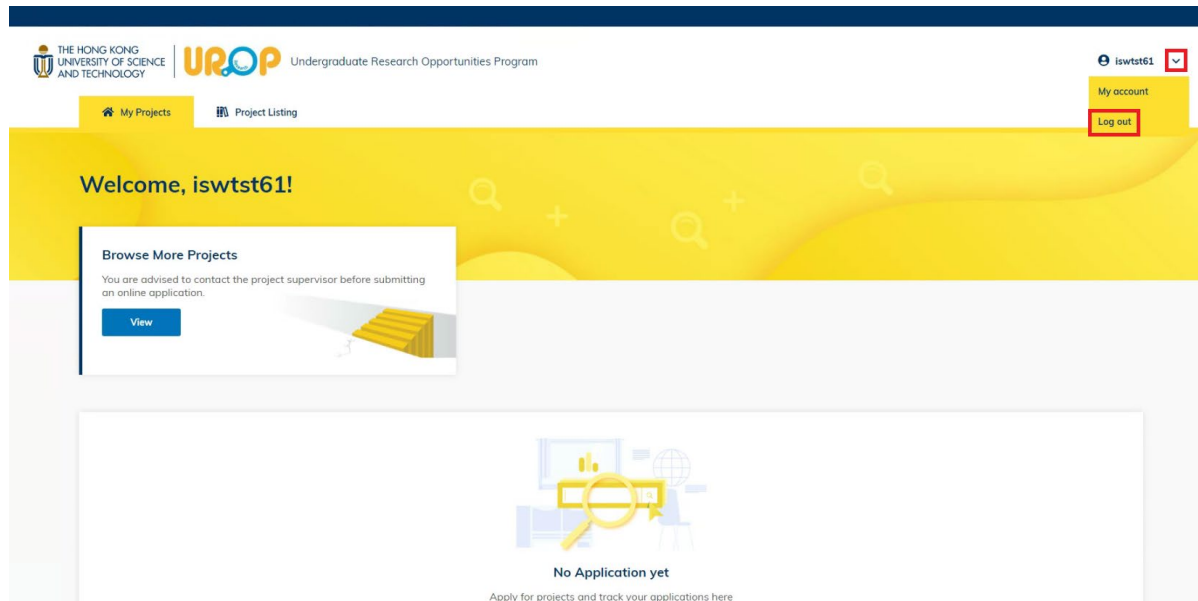 THE HONG KONG
UNIVERSITY OF SCIENCE
AND TECHNOLOGY
UROP
Undergraduate Research Opportunities Program
iswtst61
My account
Log out
My Projects
Project Listing
Welcome, iswtst61!
Browse More Projects
You are advised to contact the project supervisor before submitting
an online application.
View
No Application yet
Apply for projects and track your applications here